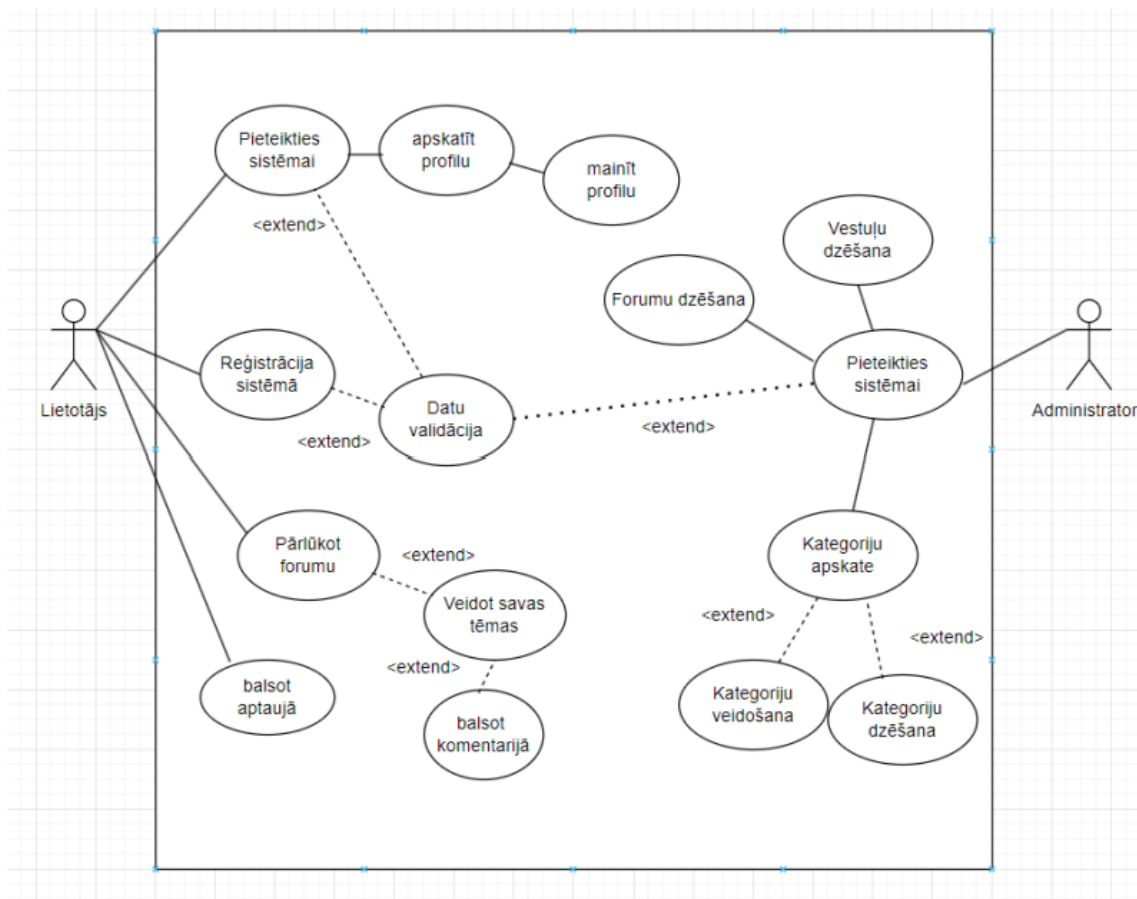 Pieteikties
sistēmai
apskatīt
profilu
mainīt
profilu
<extend>
Vestuļu
dzēšana
Forumu dzēšana
Reģistrācija
sistēmā
Pieteikties
sistēmai
Lietotājs
Datu
validācija
Administrator
<extend>
<extend>
Pārlūkot
forumu
<extend>
Kategoriju
apskate
Veidot savas
tēmas
<extend>
<extend>
<extend>
balsot
aptaujā
balsot
komentarijā
Kategoriju
veidošana
Kategoriju
dzēšana